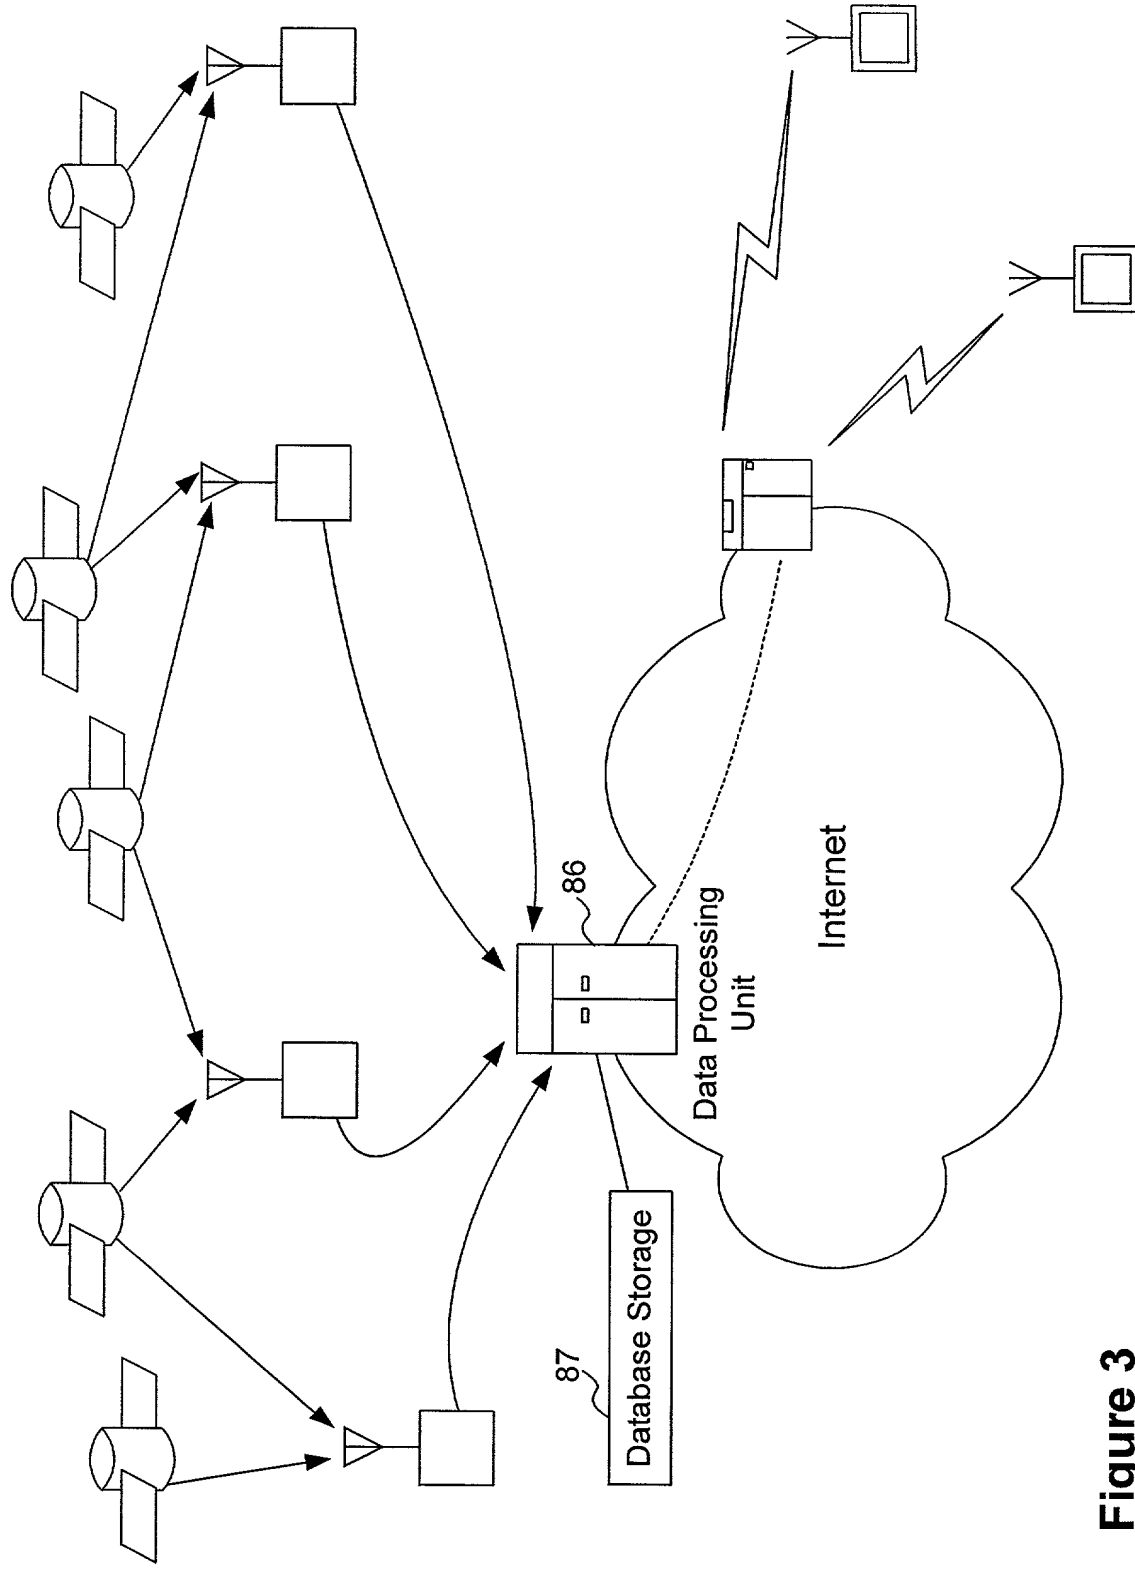 86
Data Processing
Unit
Internet
87
Database Storage
Figure 3